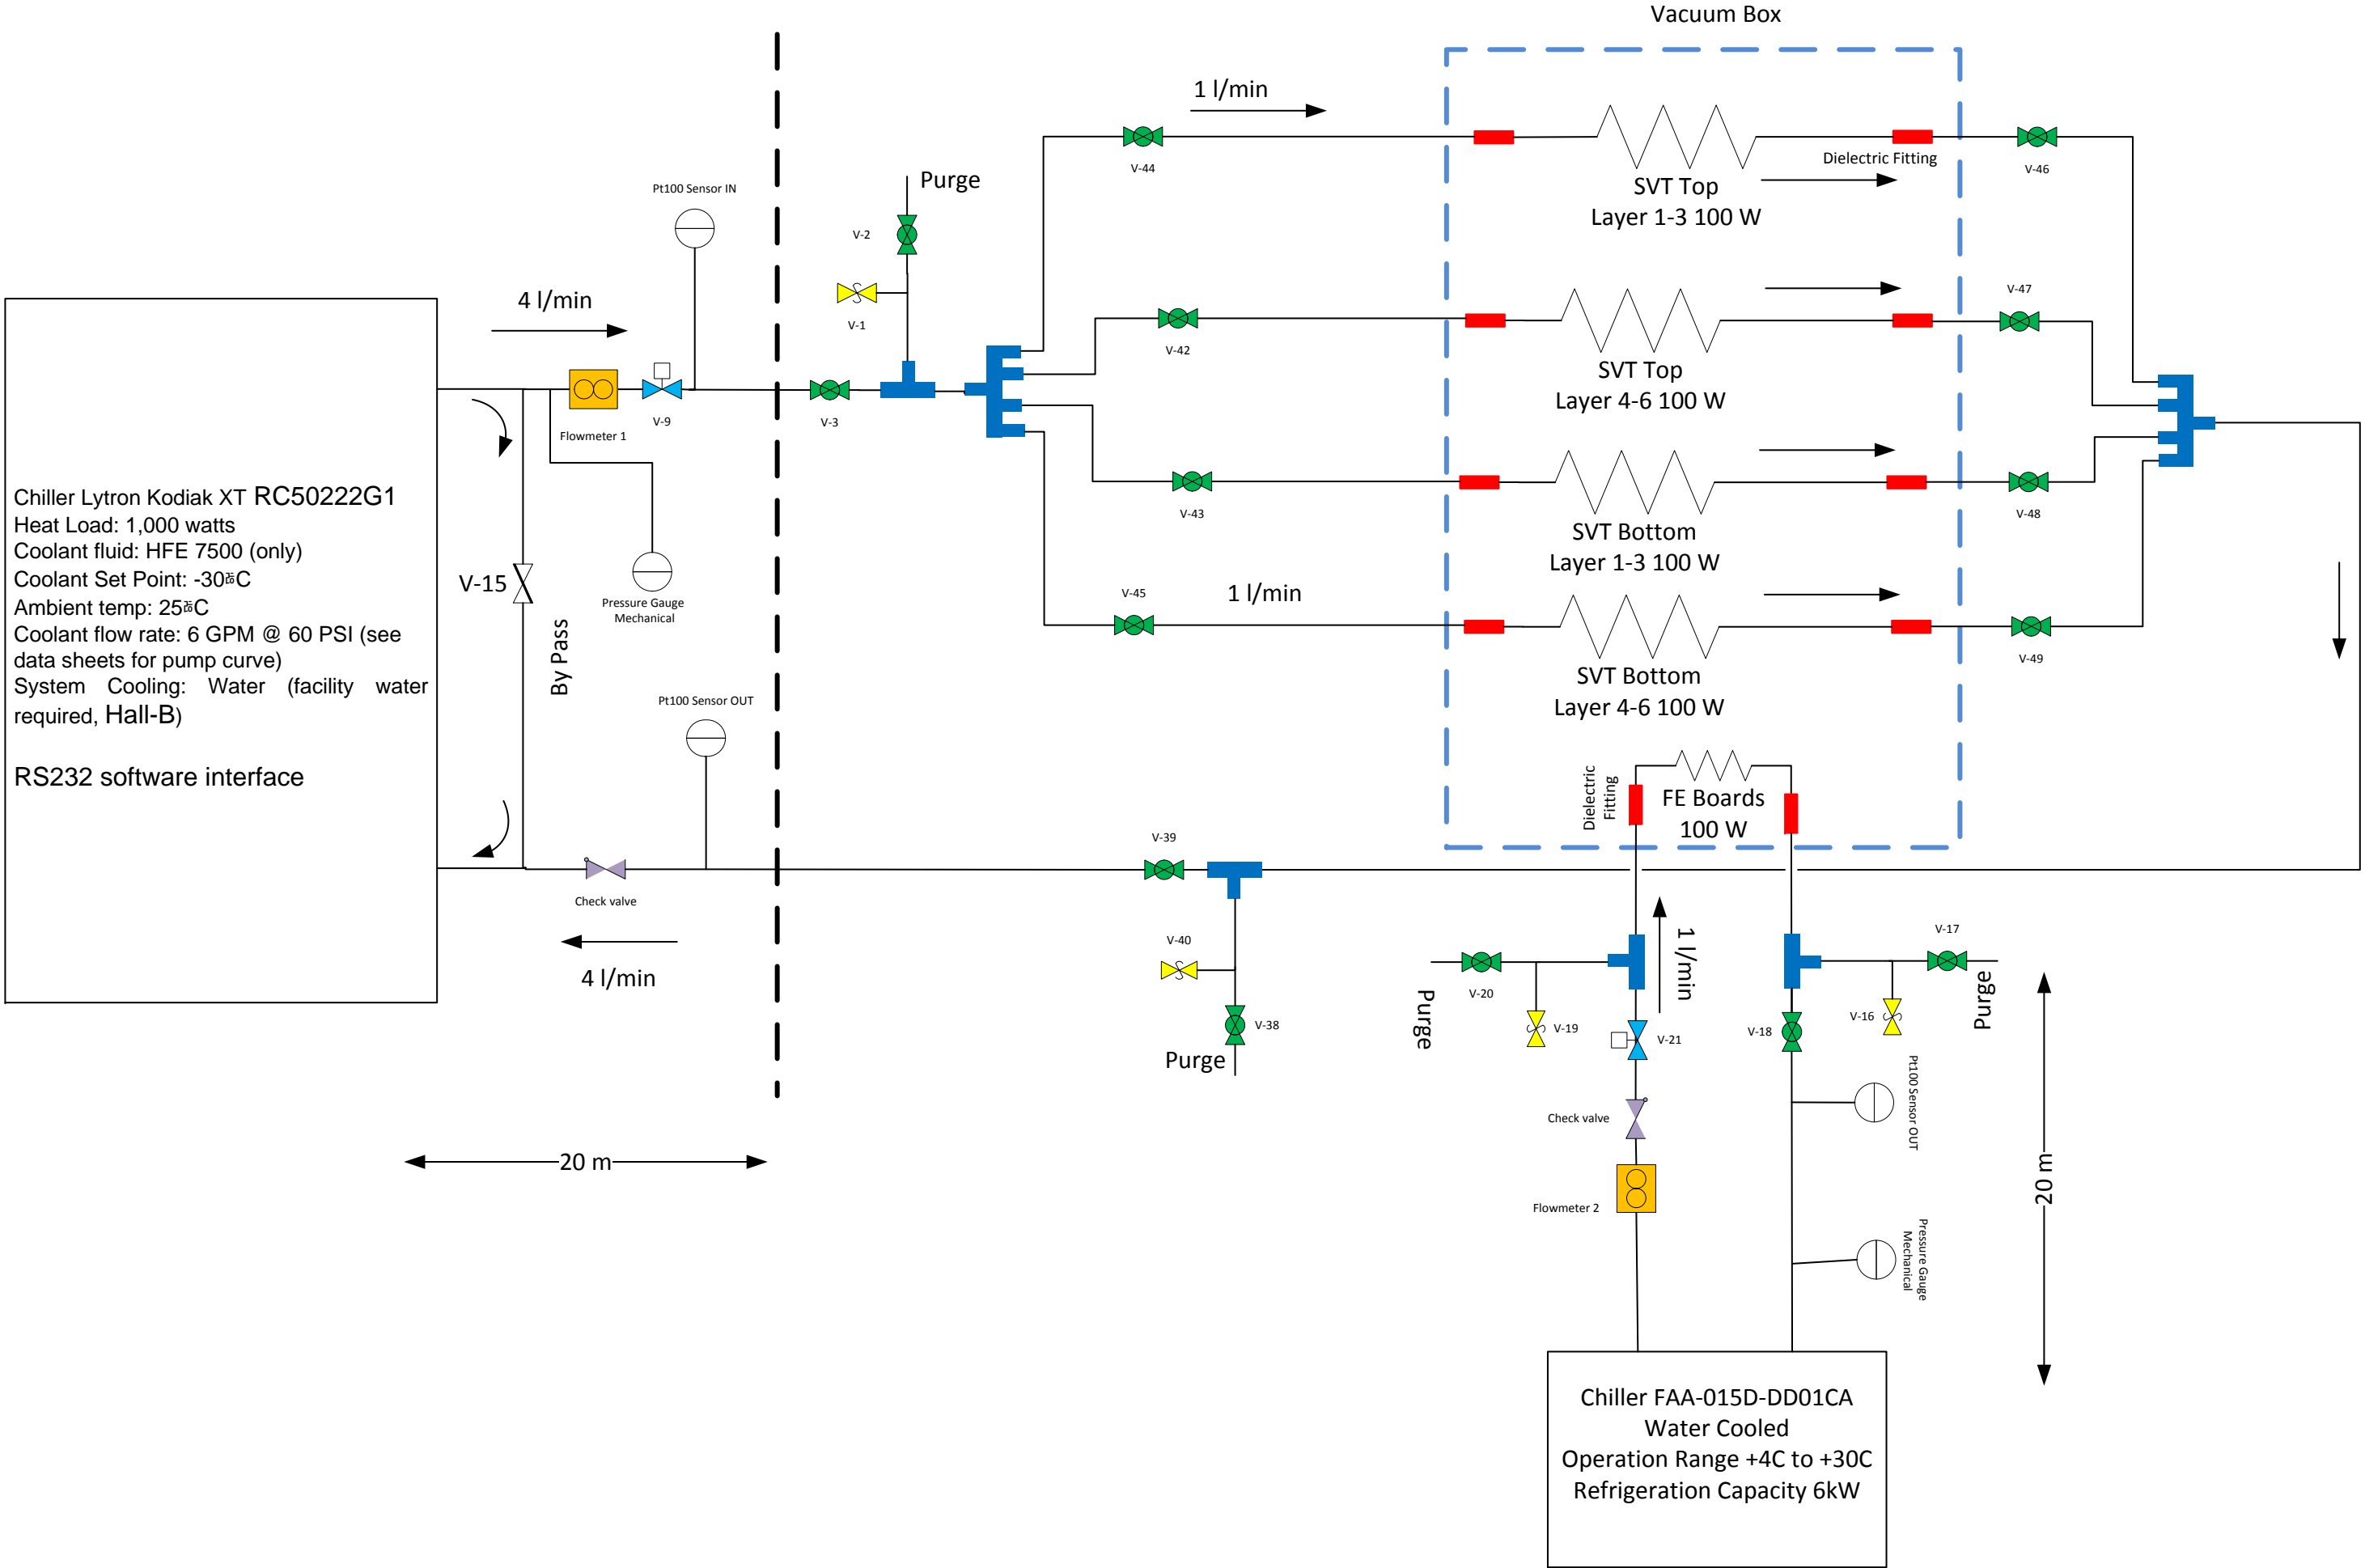 Vacuum Box
1 l/min
V-44
Dielectric Fitting
V-46
SVT Top
Layer 1-3 100 W
Purge
Pt100 Sensor IN
V-2
V-1
4 l/min
V-42
V-47
SVT Top
Layer 4-6 100 W
Flowmeter 1
V-9
V-3
Chiller Lytron Kodiak XT RC50222G1
Heat Load: 1,000 watts
Coolant fluid: HFE 7500 (only)
Coolant Set Point: -30 C
Ambient temp: 25 C
Coolant flow rate: 6 GPM @ 60 PSI (see
data sheets for pump curve)
System Cooling: Water (facility water
required, Hall-B)
RS232 software interface
V-15
By Pass
Pressure Gauge
Mechanical
V-43
V-48
SVT Bottom
Layer 1-3 100 W
V-45
1 l/min
V-49
SVT Bottom
Layer 4-6 100 W
Pt100 Sensor OUT
Dielectric
Fitting
FE Boards
100 W
V-39
Check valve
4 l/min
V-40
V-38
Purge
1 l/min
V-20
V-19
Purge
V-21
V-17
V-16
V-18
Purge
Pt100 Sensor OUT
Check valve
20 m
20 m
Flowmeter 2
Pressure Gauge
Mechanical
Chiller FAA-015D-DD01CA
Water Cooled
Operation Range +4C to +30C
Refrigeration Capacity 6kW